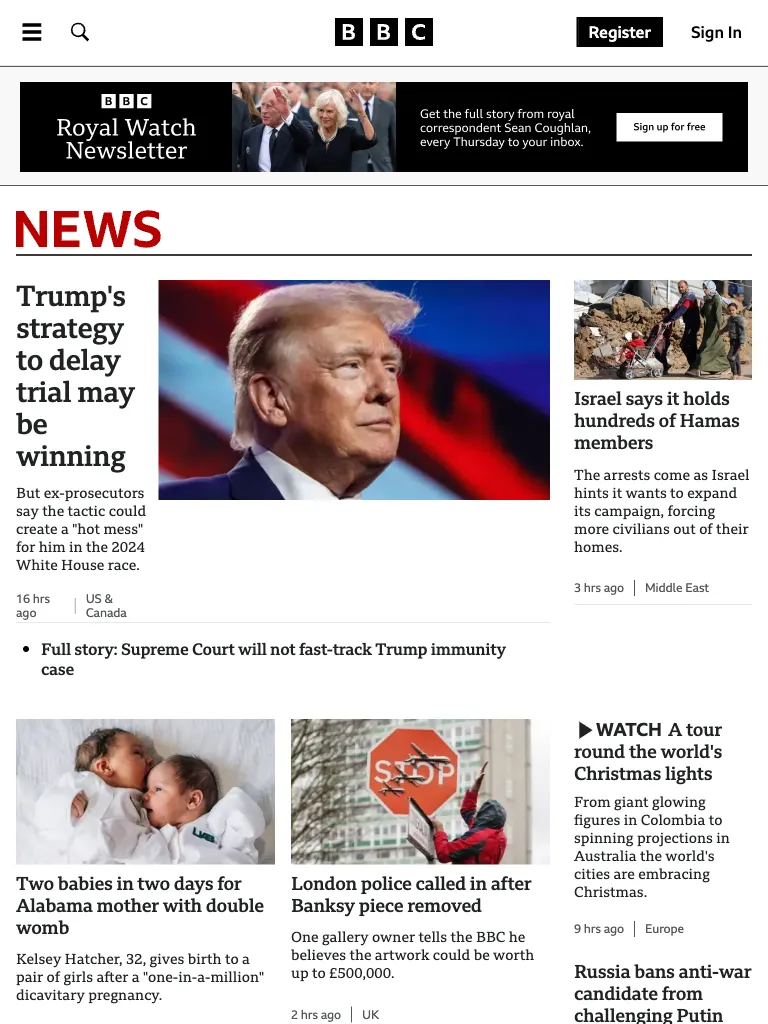 BBC
Register
Sign In
BBC
Royal Watch
Newsletter
Get the full story from royal
correspondent Sean Coughlan,
every Thursday to your inbox.
Sign up for free
NEWS
Trump's
strategy
to delay
trial may
be
winning
But ex-prosecutors
say the tactic could
create a "hot mess"
for him in the 2024
White House race.
16 hrs
ago
US &
Canada
Full story: Supreme Court will not fast-track Trump immunity
case
Israel says it holds
hundreds of Hamas
members
The arrests come as Israel
hints it wants to expand
its campaign, forcing
more civilians out of their
homes.
3 hrs ago
Middle East
Two babies in two days for
Alabama mother with double
womb
Kelsey Hatcher, 32, gives birth to a
pair of girls after a "one-in-a-million"
dicavitary pregnancy.
STOP
London police called in after
Banksy piece removed
One gallery owner tells the BBC he
believes the artwork could be worth
up to £500,000.
2 hrs ago
UK
WATCH A tour
round the world's
Christmas lights
From giant glowing
figures in Colombia to
spinning projections in
Australia the world's
cities are embracing
Christmas.
9 hrs ago
Europe
Russia bans anti-war
candidate from
challenging Putin